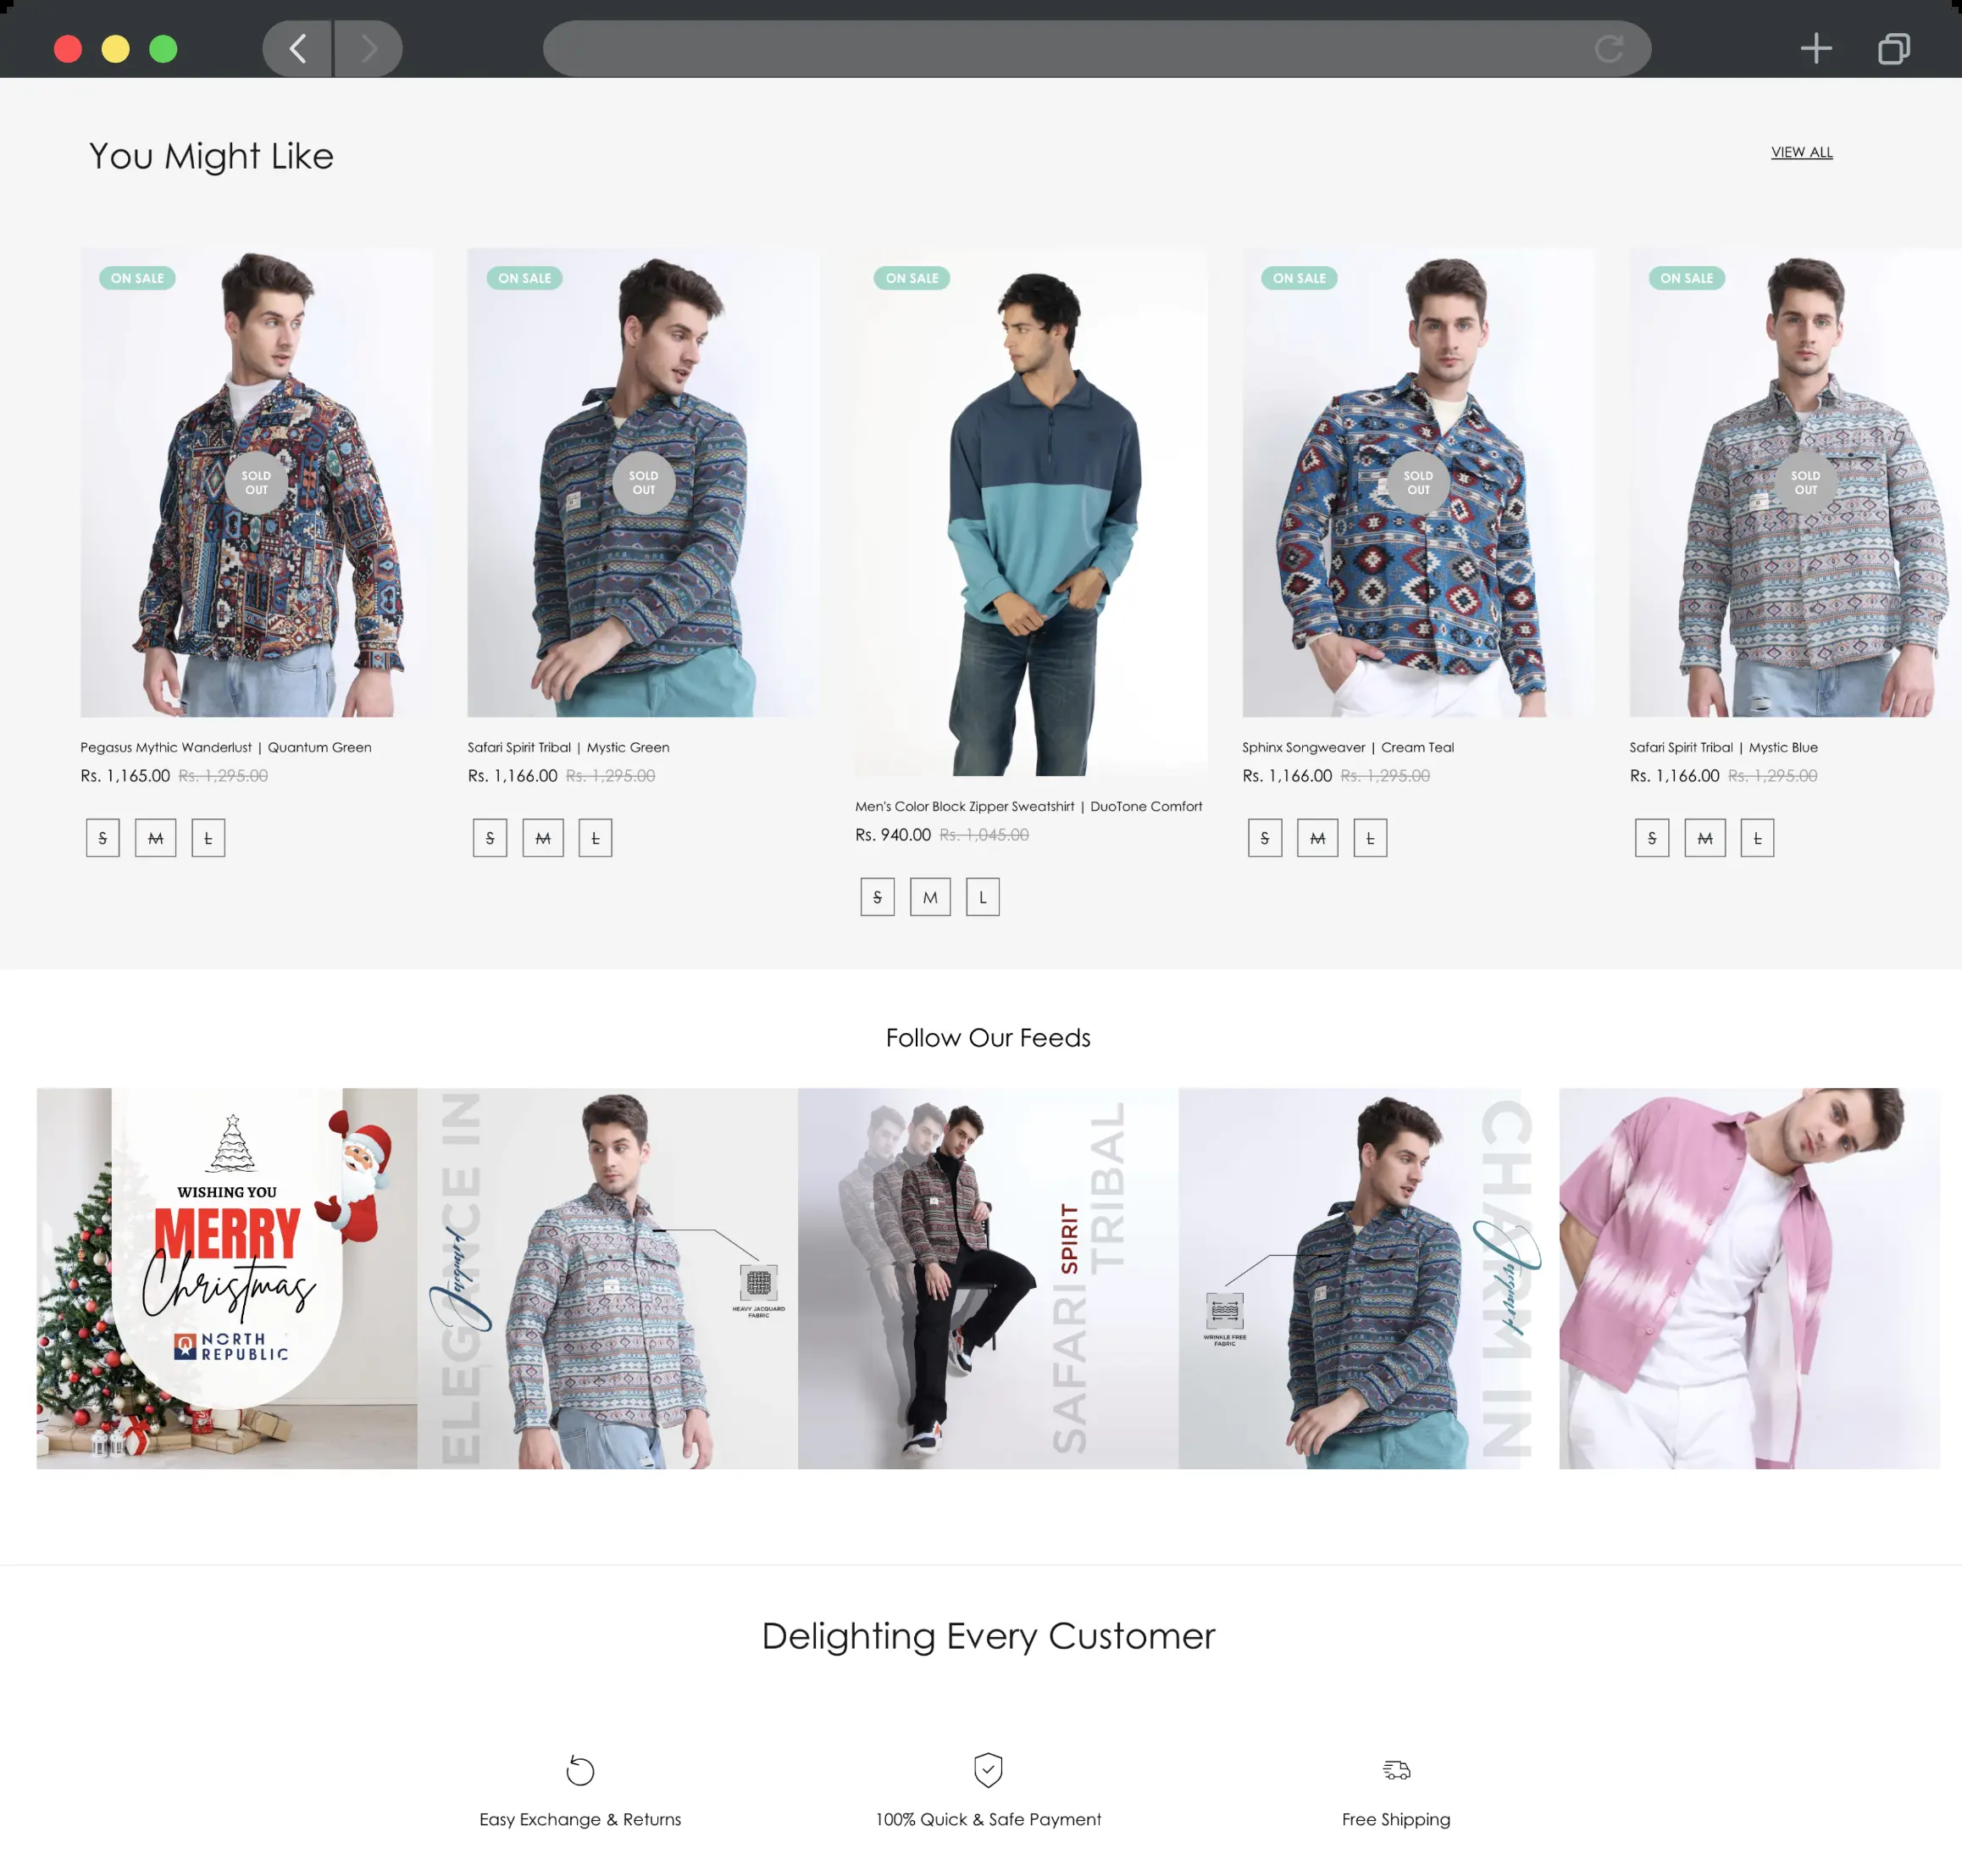 You Might Like
VIEW ALL
ON SALE
ON SALE
ON SALE
ON SALE
ON SALE
SOLD
OUT
SOLD
OUT
SOLD
OUT
SOLD
OUT
Pegasus Mythic Wanderlust | Quantum Green
Rs. 1,165.00 Rs. 1,295.00
S M L
Safari Spirit Tribal | Mystic Green
Rs. 1,166.00 Rs. 1,295.00
S M L
Men's Color Block Zipper Sweatshirt | DuoTone Comfort
Rs. 940.00 Rs. 1,045.00
S M L
Sphinx Songweaver | Cream Teal
Rs. 1,166.00 Rs. 1,295.00
S M L
Safari Spirit Tribal | Mystic Blue
Rs. 1,166.00 Rs. 1,295.00
S M L
Follow Our Feeds
WISHING YOU
MERRY
Christmas
NORTH
REPUBLIC
ELEGANCE IN
HEAVY JACQUARD
FABRIC
SAFARI
SPIRIT
TRIBAL
WRINKLE FREE
FABRIC
CHARM IN
Delighting Every Customer
Easy Exchange & Returns
100% Quick & Safe Payment
Free Shipping